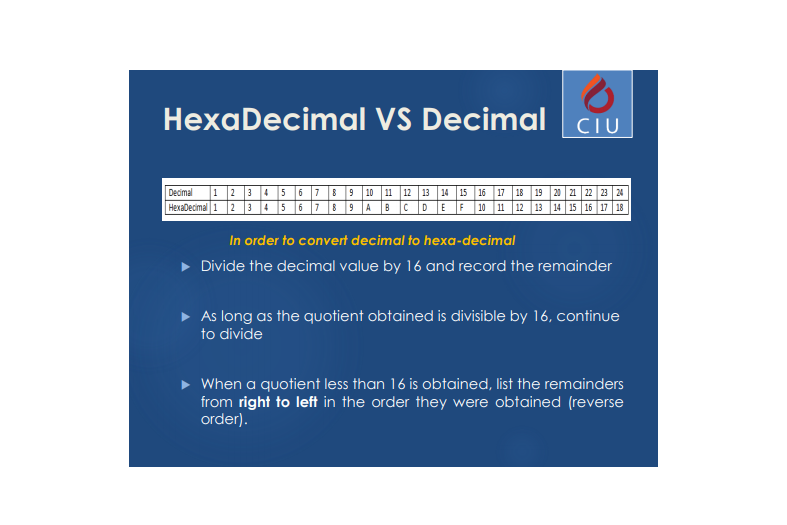 HexaDecimal VS Decimal
CIU
Decimal 1 2 3 4 5 6 7 8 9 10 11 12 13 14 15 16 17 18 19 20 21 22 23 24
HexaDecimal 1 2 3 4 5 6 7 8 9 A B C D E F 10 11 12 13 14 15 16 17 18
In order to convert decimal to hexa-decimal
Divide the decimal value by 16 and record the remainder
As long as the quotient obtained is divisible by 16, continue
to divide
When a quotient less than 16 is obtained, list the remainders
from right to left in the order they were obtained (reverse
order).